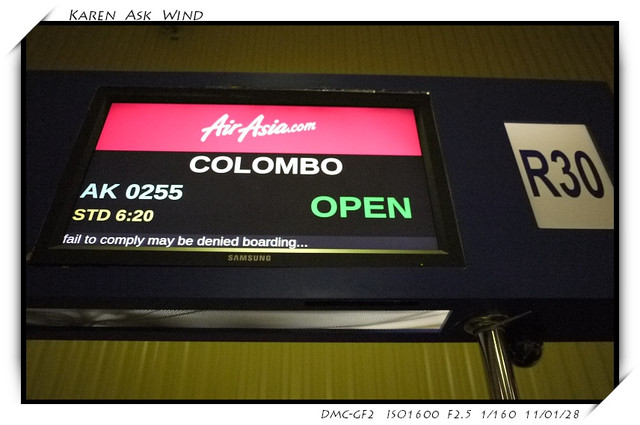 Karen Ask Wind
AirAsia.com
COLOMBO
AK 0255
STD 6:20
OPEN
fail to comply may be denied boarding...
SAMSUNG
R30
DMC-GF2 ISO1600 F2.5 1/160 11/01/28